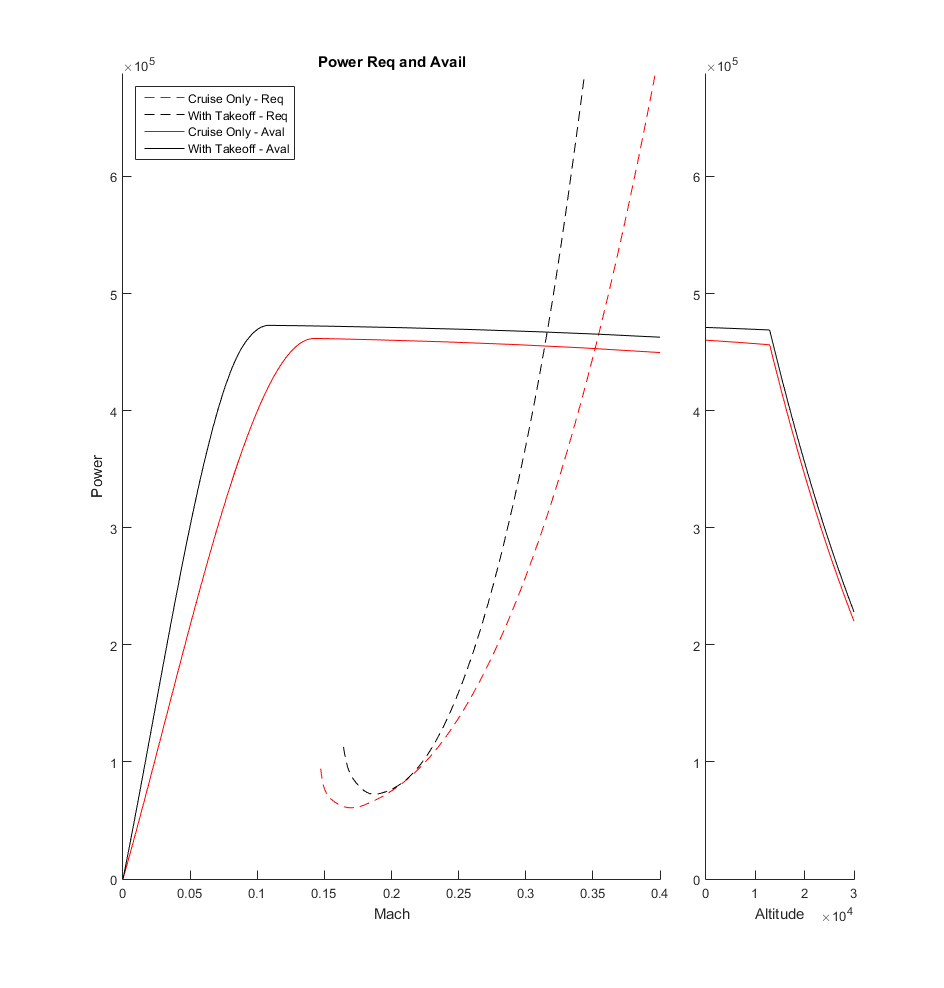 Power Req and Avail
×10^5
Cruise Only - Req
With Takeoff - Req
Cruise Only - Aval
With Takeoff - Aval
6
5
4
3
2
1
0
Power
0 0.05 0.1 0.15 0.2 0.25 0.3 0.35 0.4
Mach
×10^5
6
5
4
3
2
1
0
0 1 2 3
Altitude ×10^4